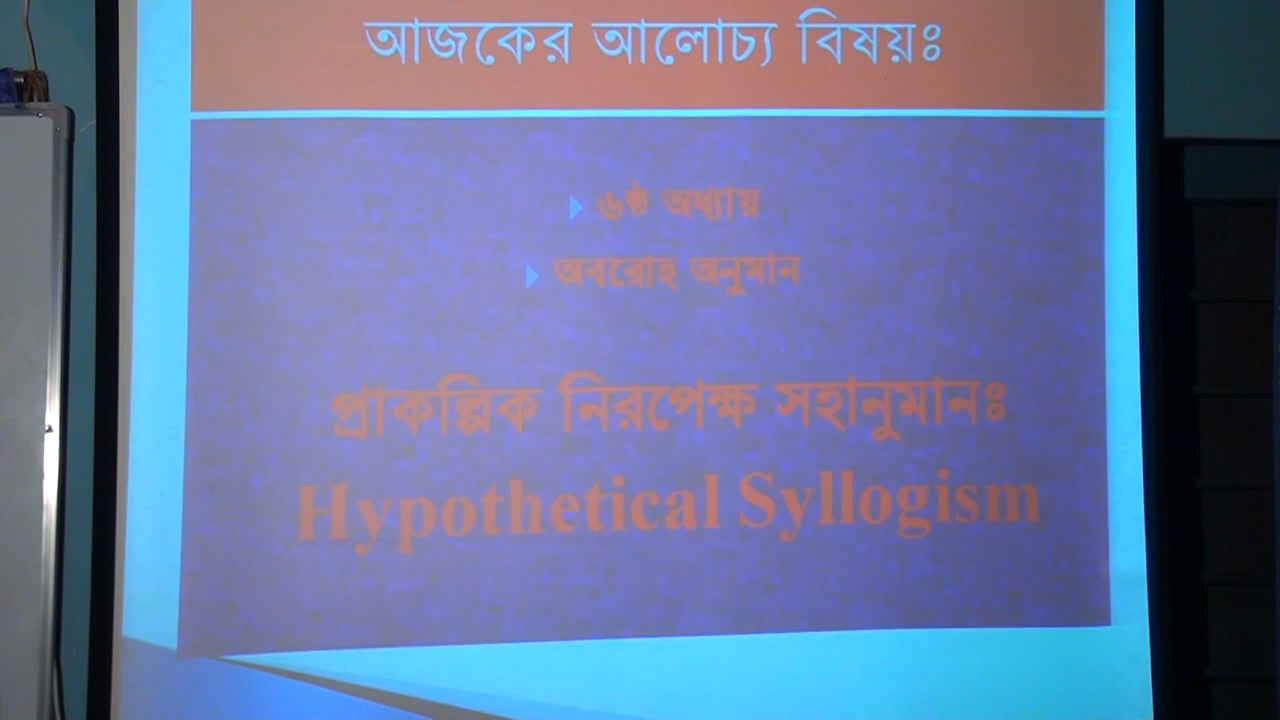 আজকের আলোচ্য বিষয়ঃ
৬ষ্ঠ অধ্যায়
অবরোহ অনুমান
প্রাকল্পিক নিরপেক্ষ সহানুমানঃ
Hypothetical Syllogism